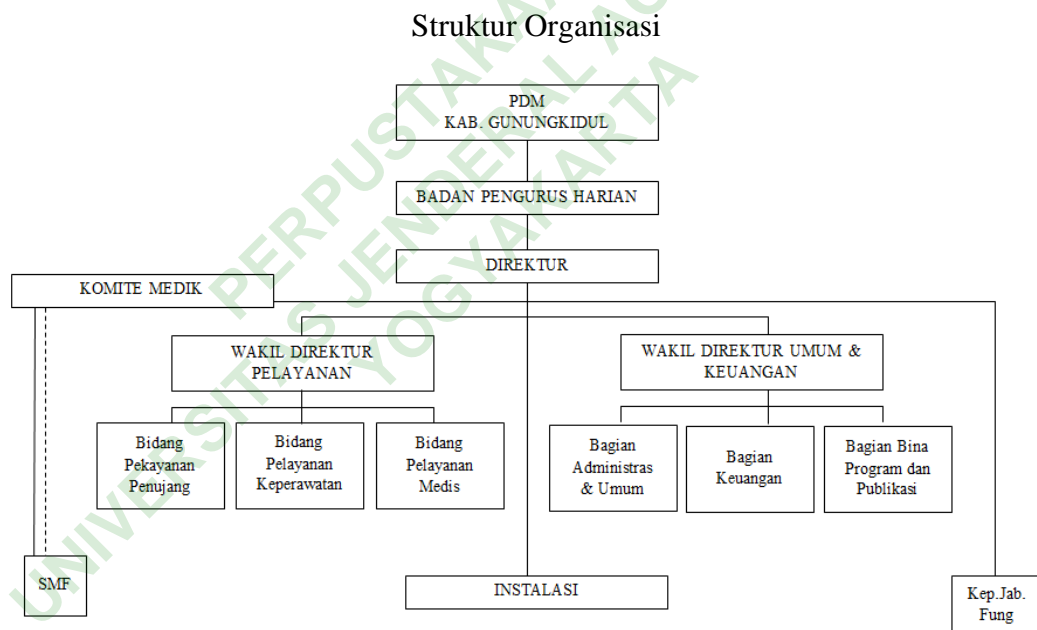 Struktur Organisasi
PDM
KAB. GUNUNGKIDUL
BADAN PENGURUS HARIAN
DIREKTUR
KOMITE MEDIK
WAKIL DIREKTUR
PELAYANAN
WAKIL DIREKTUR UMUM &
KEUANGAN
Bidang
Pekayanan
Penujang
Bidang
Pelayanan
Keperawatan
Bidang
Pelayanan
Medis
Bagian
Administras
& Umum
Bagian
Keuangan
Bagian Bina
Program dan
Publikasi
SMF
INSTALASI
Kep.Jab.
Fung
PERPUSTAKAA
UNIVERSITAS JENDERAL AC
YOGYAKARTA